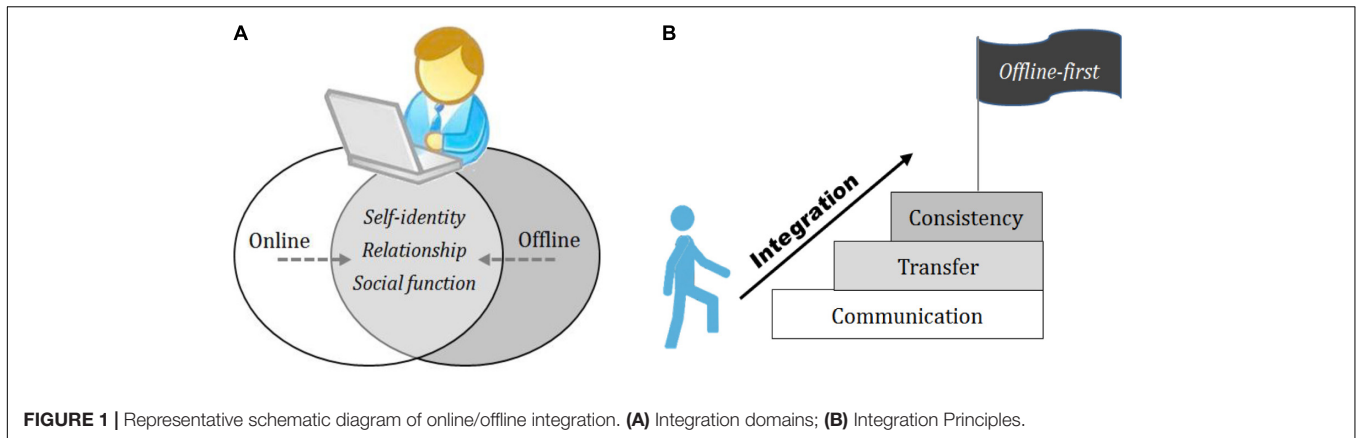 A
Online
Self-identity
Relationship
Social function
Offline
B
Offline-first
Integration
Consistency
Transfer
Communication
FIGURE 1 | Representative schematic diagram of online/offline integration. (A) Integration domains; (B) Integration Principles.